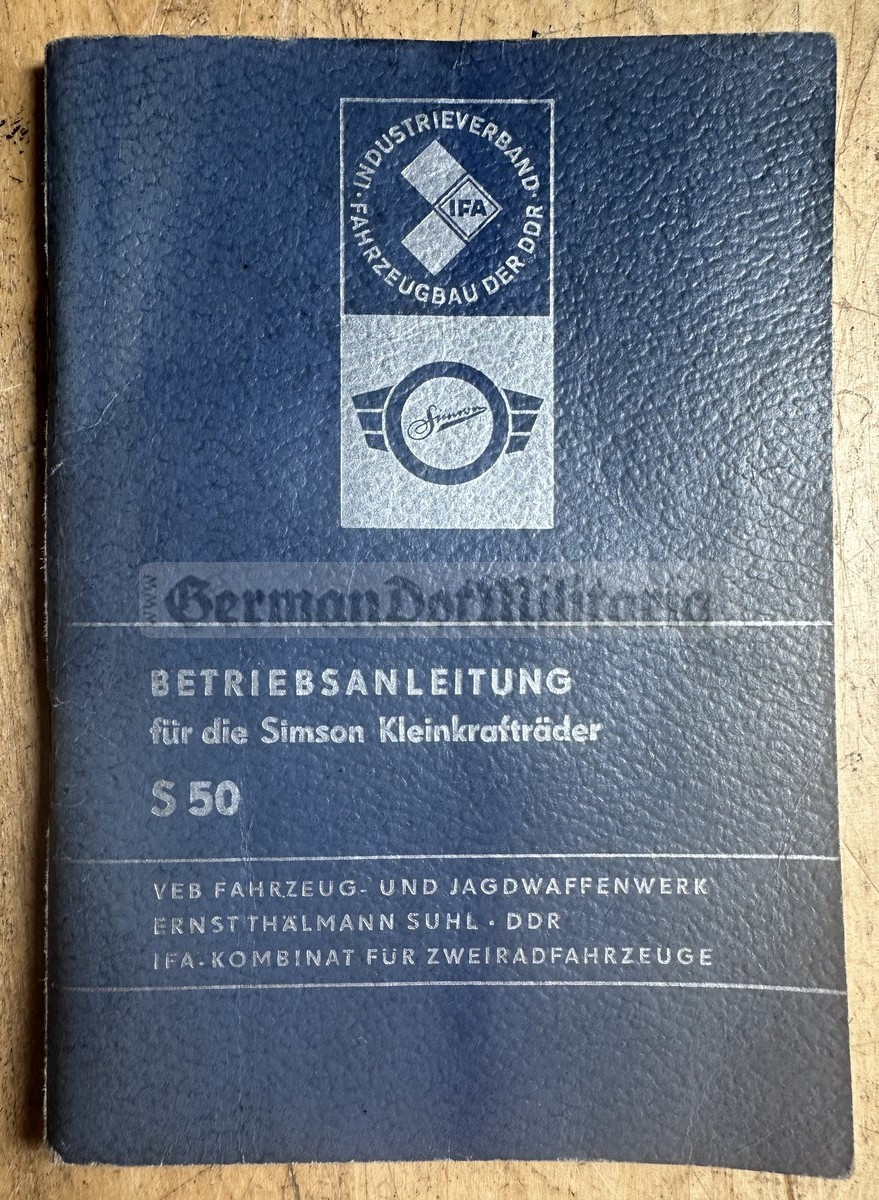 INDUSTRIEVERBAND
FAHRZEUGBAU DER DDR
IFA
Simson
www.GermanDotMilitaria
BETRIEBSANLEITUNG
für die Simson Kleinkrafträder
S 50
VEB FAHRZEUG- UND JAGDWAFFENWERK
ERNST THÄLMANN SUHL · DDR
IFA-KOMBINAT FÜR ZWEIRADFAHRZEUGE